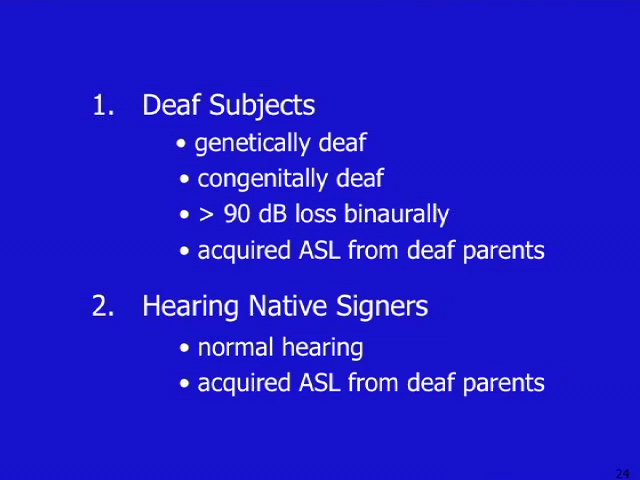 1. Deaf Subjects
• genetically deaf
• congenitally deaf
• > 90 dB loss binaurally
• acquired ASL from deaf parents
2. Hearing Native Signers
• normal hearing
• acquired ASL from deaf parents
24